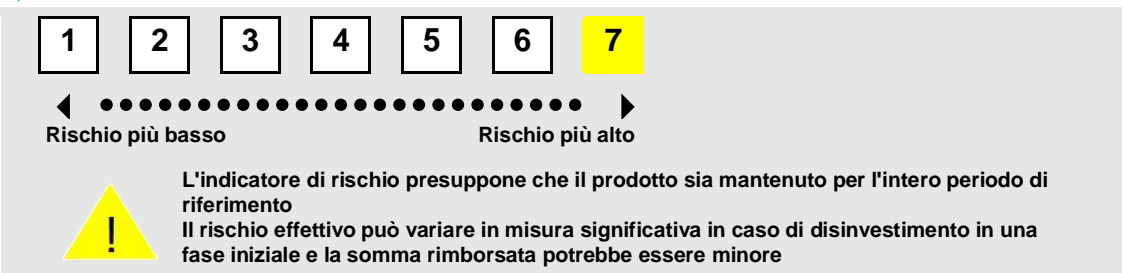 1 2 3 4 5 6 7
Rischio più basso Rischio più alto
L'indicatore di rischio presuppone che il prodotto sia mantenuto per l'intero periodo di
riferimento
Il rischio effettivo può variare in misura significativa in caso di disinvestimento in una
fase iniziale e la somma rimborsata potrebbe essere minore
!